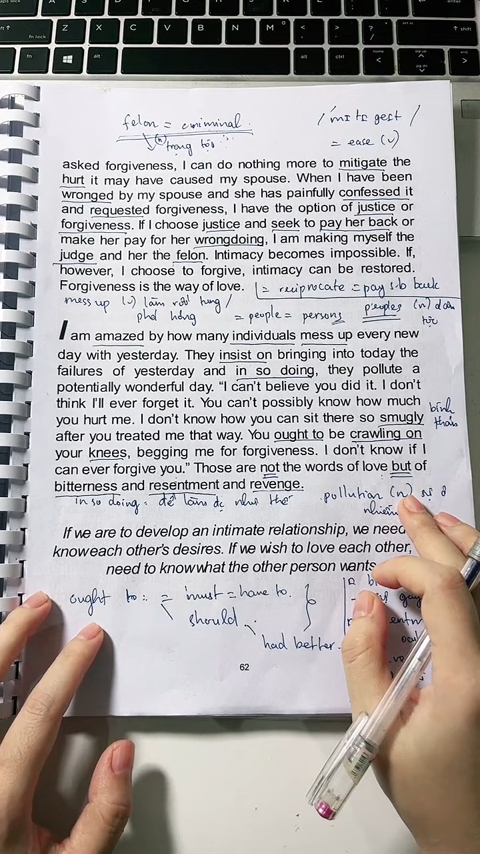 felon = criminal
(n)
trong tội
= ease (v)
asked forgiveness, I can do nothing more to mitigate the
hurt it may have caused my spouse. When I have been
wronged by my spouse and she has painfully confessed it
and requested forgiveness, I have the option of justice or
forgiveness. If I choose justice and seek to pay her back or
make her pay for her wrongdoing, I am making myself the
judge and her the felon. Intimacy becomes impossible. If,
however, I choose to forgive, intimacy can be restored.
Forgiveness is the way of love.
= reciprocate = pay s.b back
mess up (v) làm rối tung /
phá hỏng
= people = persons
peoples (n) dân
tộc
I am amazed by how many individuals mess up every new
day with yesterday. They insist on bringing into today the
failures of yesterday and in so doing, they pollute a
potentially wonderful day. “I can't believe you did it. I don't
think I'll ever forget it. You can't possibly know how much
you hurt me. I don't know how you can sit there so smugly
after you treated me that way. You ought to be crawling on
your knees, begging me for forgiveness. I don't know if I
can ever forgive you.” Those are not the words of love but of
bitterness and resentment and revenge.
bình
thản
in so doing. để làm đc như thế
pollution (n) sự ô
nhiễm
If we are to develop an intimate relationship, we need
know each other's desires. If we wish to love each other,
need to know what the other person wants
ought to: = must = have to.
should
had better.
62